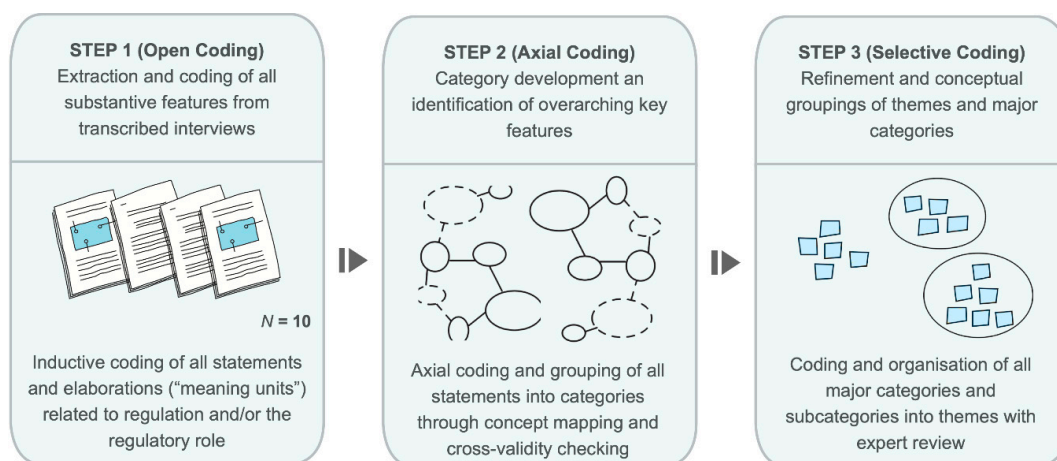 STEP 1 (Open Coding)
Extraction and coding of all
substantive features from
transcribed interviews
N = 10
Inductive coding of all statements
and elaborations (“meaning units”)
related to regulation and/or the
regulatory role
STEP 2 (Axial Coding)
Category development an
identification of overarching key
features
Axial coding and grouping of all
statements into categories
through concept mapping and
cross-validity checking
STEP 3 (Selective Coding)
Refinement and conceptual
groupings of themes and major
categories
Coding and organisation of all
major categories and
subcategories into themes with
expert review